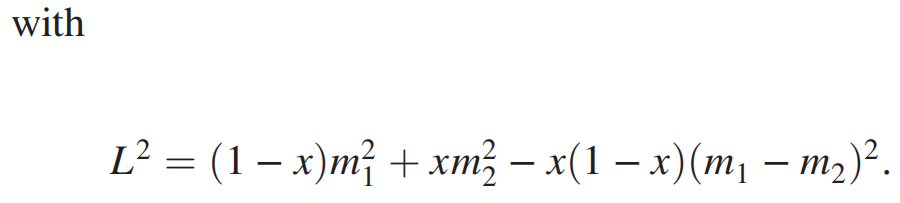 with
L² = (1 − x)m₁² + xm₂² − x(1 − x)(m₁ − m₂)².